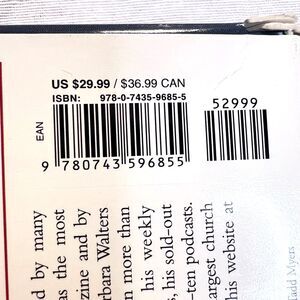 US $29.99 / $36.99 CAN
ISBN: 978-0-7435-9685-5
52999
EAN
9 780743 596855
d by many
as the most
zine and by
rbara Walters
n more than
his weekly
s, his sold-out
-ten podcasts.
argest church
his website at
Myers